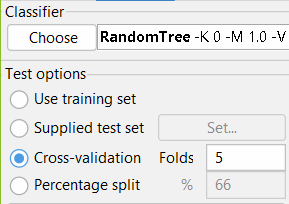 Classifier
Choose RandomTree -K 0 -M 1.0 -V
Test options
Use training set
Supplied test set Set...
Cross-validation Folds 5
Percentage split % 66